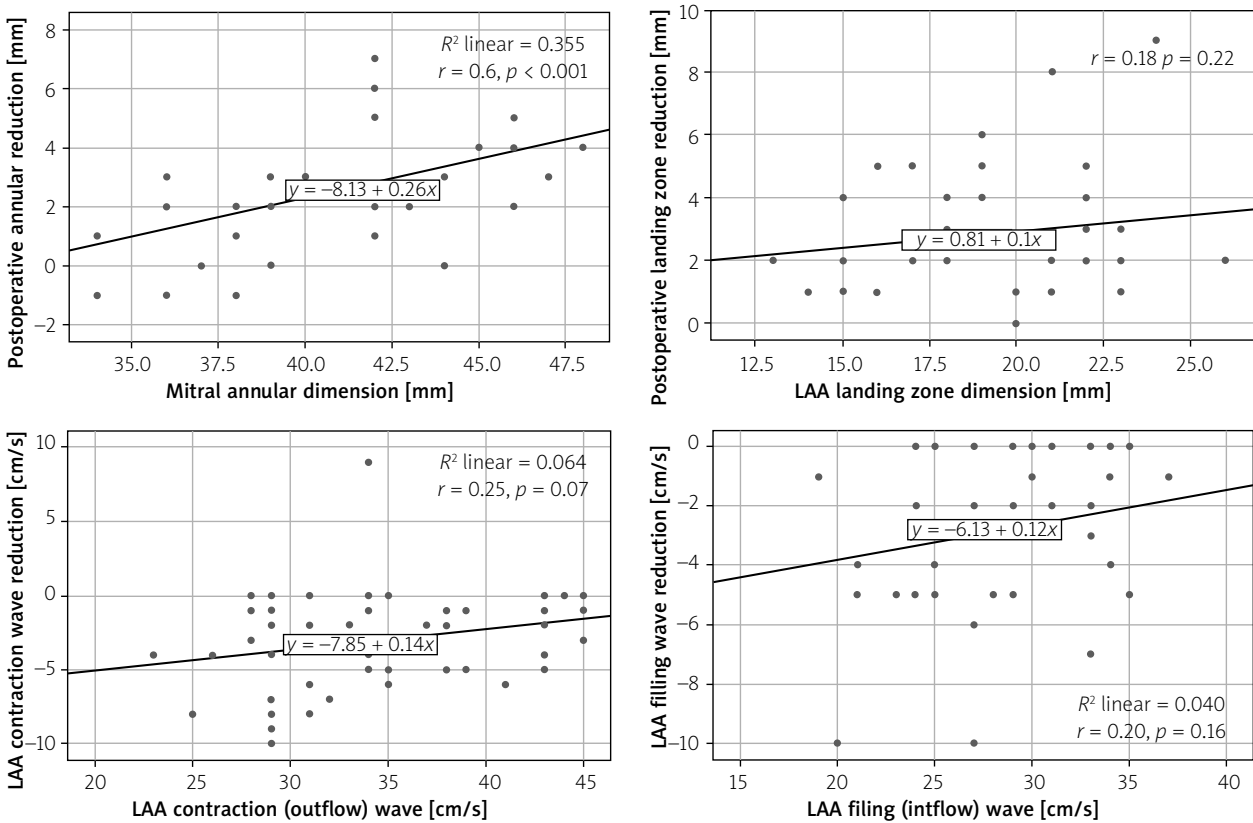 Postoperative annular reduction [mm]
8
6
4
2
0
−2
R² linear = 0.355
r = 0.6, p < 0.001
y = −8.13 + 0.26x
35.0 37.5 40.0 42.5 45.0 47.5
Mitral annular dimension [mm]
Postoperative landing zone reduction [mm]
10
8
6
4
2
0
r = 0.18 p = 0.22
y = 0.81 + 0.1x
12.5 15.0 17.5 20.0 22.5 25.0
LAA landing zone dimension [mm]
LAA contraction wave reduction [cm/s]
10
5
0
−5
−10
R² linear = 0.064
r = 0.25, p = 0.07
y = −7.85 + 0.14x
20 25 30 35 40 45
LAA contraction (outflow) wave [cm/s]
LAA filling wave reduction [cm/s]
0
−2
−4
−6
−8
−10
y = −6.13 + 0.12x
R² linear = 0.040
r = 0.20, p = 0.16
15 20 25 30 35 40
LAA filing (intflow) wave [cm/s]